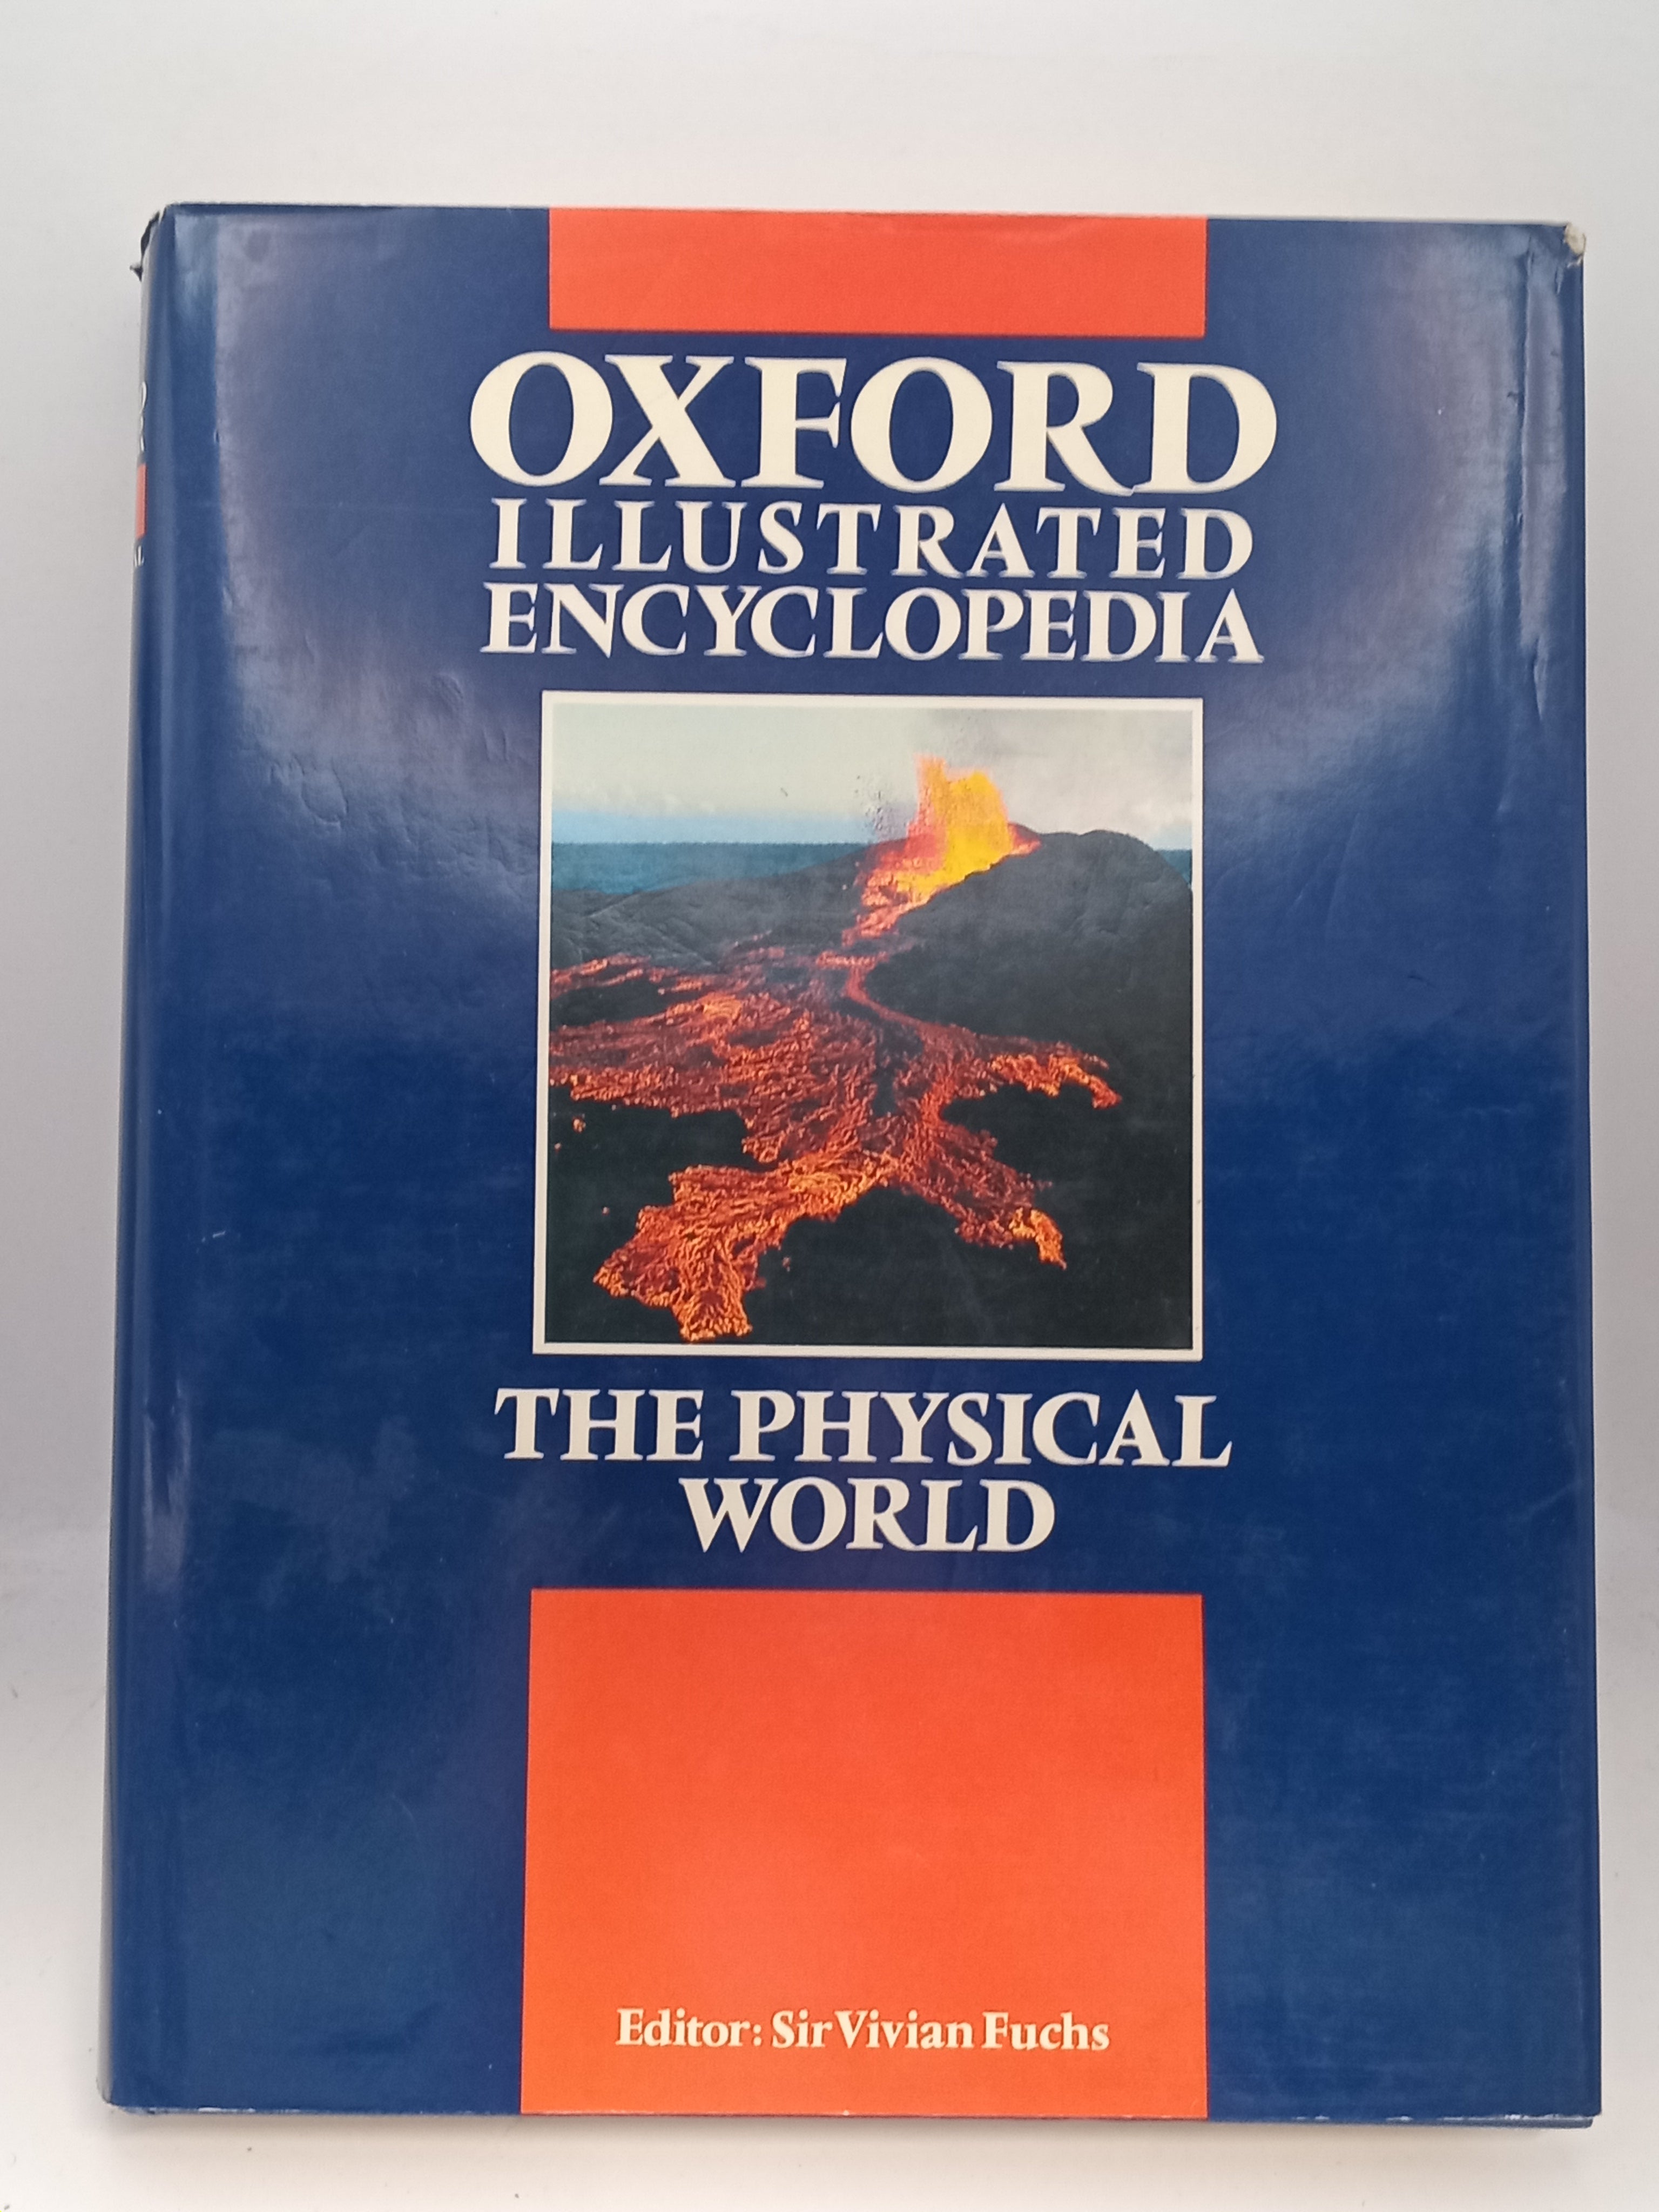 OXFORD
ILLUSTRATED
ENCYCLOPEDIA
THE PHYSICAL
WORLD
Editor: Sir Vivian Fuchs